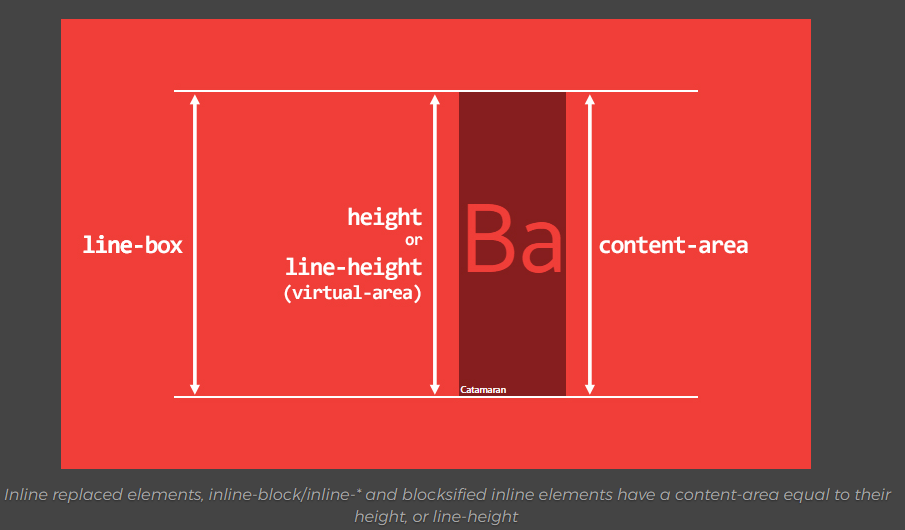 height
or
line-box
line-height
(virtual-area)
Ba
content-area
Catamaran
Inline replaced elements, inline-block/inline-* and blocksified inline elements have a content-area equal to their
height, or line-height